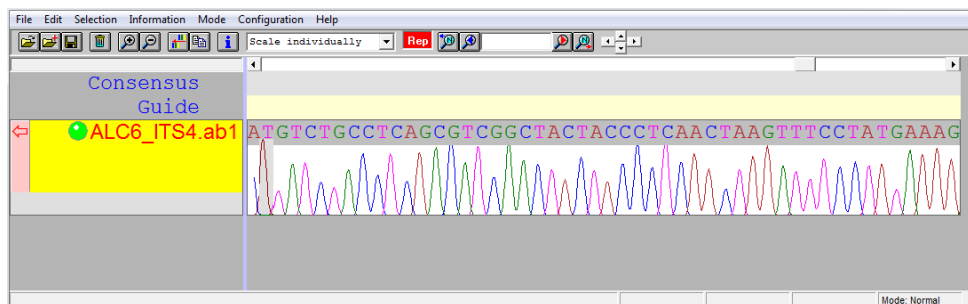 File Edit Selection Information Mode Configuration Help
Scale individually Rep
Consensus
Guide
ALC6_ITS4.ab1 ATGTCTGCCTCAGCGTCGGCTACTACCCTCAACTAAGTTTCCTATGAAAG
Mode: Normal